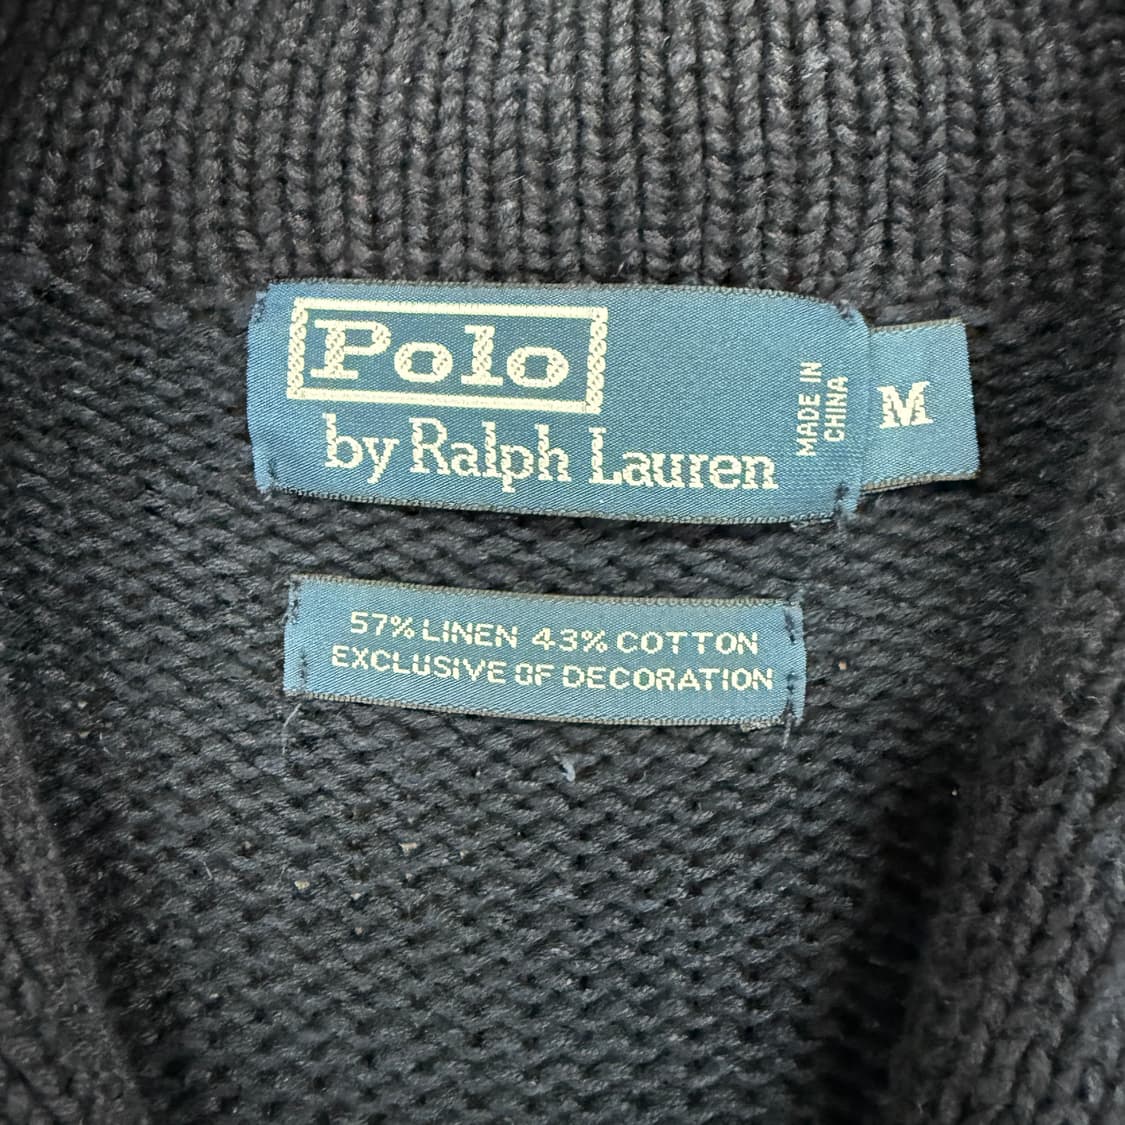 Polo
by Ralph Lauren
MADE IN
CHINA
M
57% LINEN 43% COTTON
EXCLUSIVE OF DECORATION